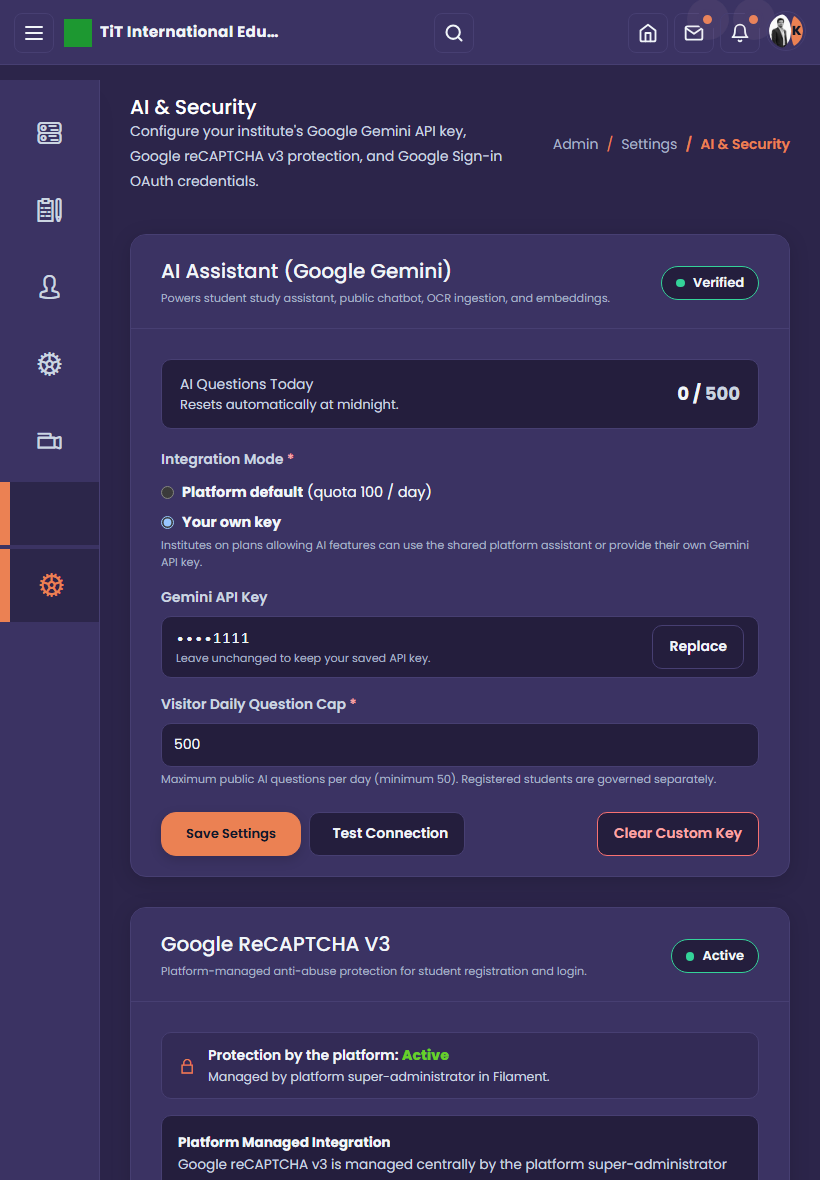 TiT International Edu...
K
AI & Security
Configure your institute's Google Gemini API key,
Google reCAPTCHA v3 protection, and Google Sign-in
OAuth credentials.
Admin / Settings / AI & Security
AI Assistant (Google Gemini)
Powers student study assistant, public chatbot, OCR ingestion, and embeddings.
Verified
AI Questions Today
Resets automatically at midnight.
0 / 500
Integration Mode *
Platform default (quota 100 / day)
Your own key
Institutes on plans allowing AI features can use the shared platform assistant or provide their own Gemini
API key.
Gemini API Key
••••1111
Leave unchanged to keep your saved API key.
Replace
Visitor Daily Question Cap *
500
Maximum public AI questions per day (minimum 50). Registered students are governed separately.
Save Settings
Test Connection
Clear Custom Key
Google ReCAPTCHA V3
Platform-managed anti-abuse protection for student registration and login.
Active
Protection by the platform: Active
Managed by platform super-administrator in Filament.
Platform Managed Integration
Google reCAPTCHA v3 is managed centrally by the platform super-administrator